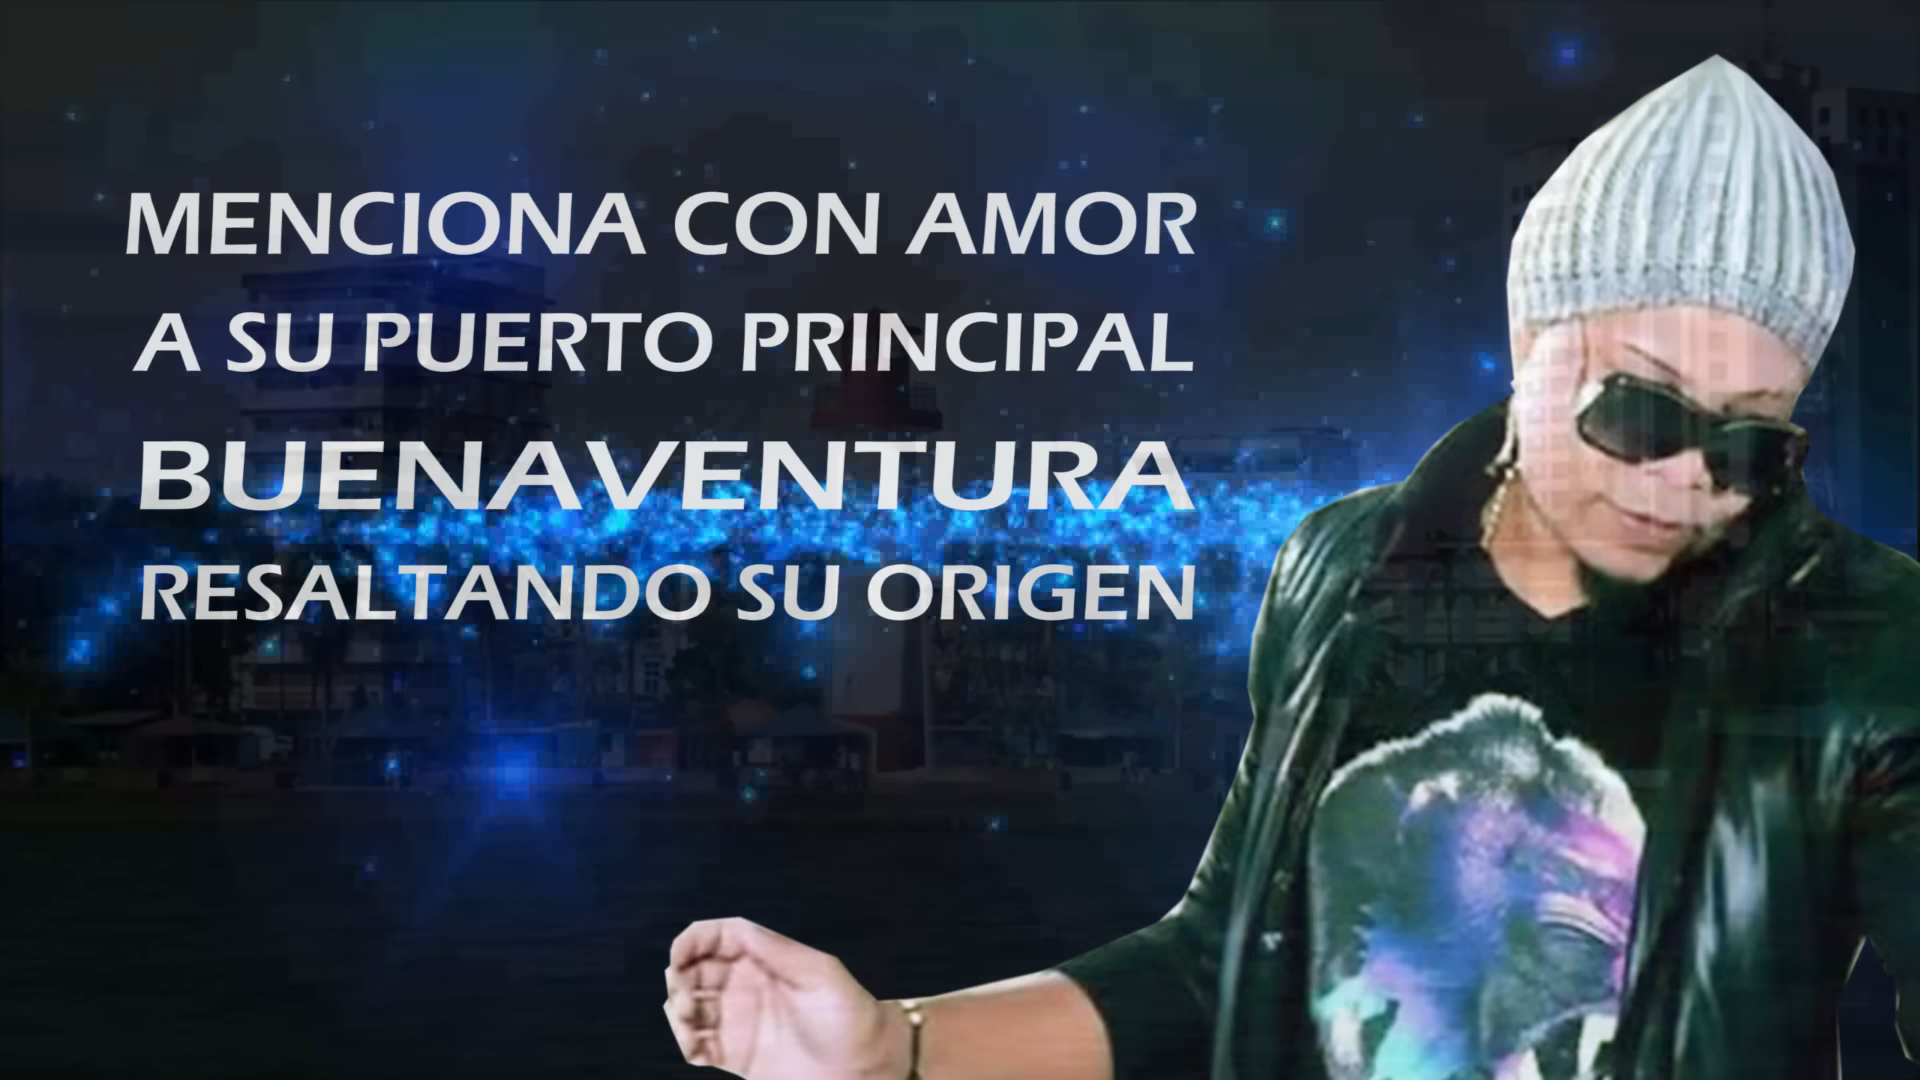 MENCIONA CON AMOR
A SU PUERTO PRINCIPAL
BUENAVENTURA
RESALTANDO SU ORIGEN